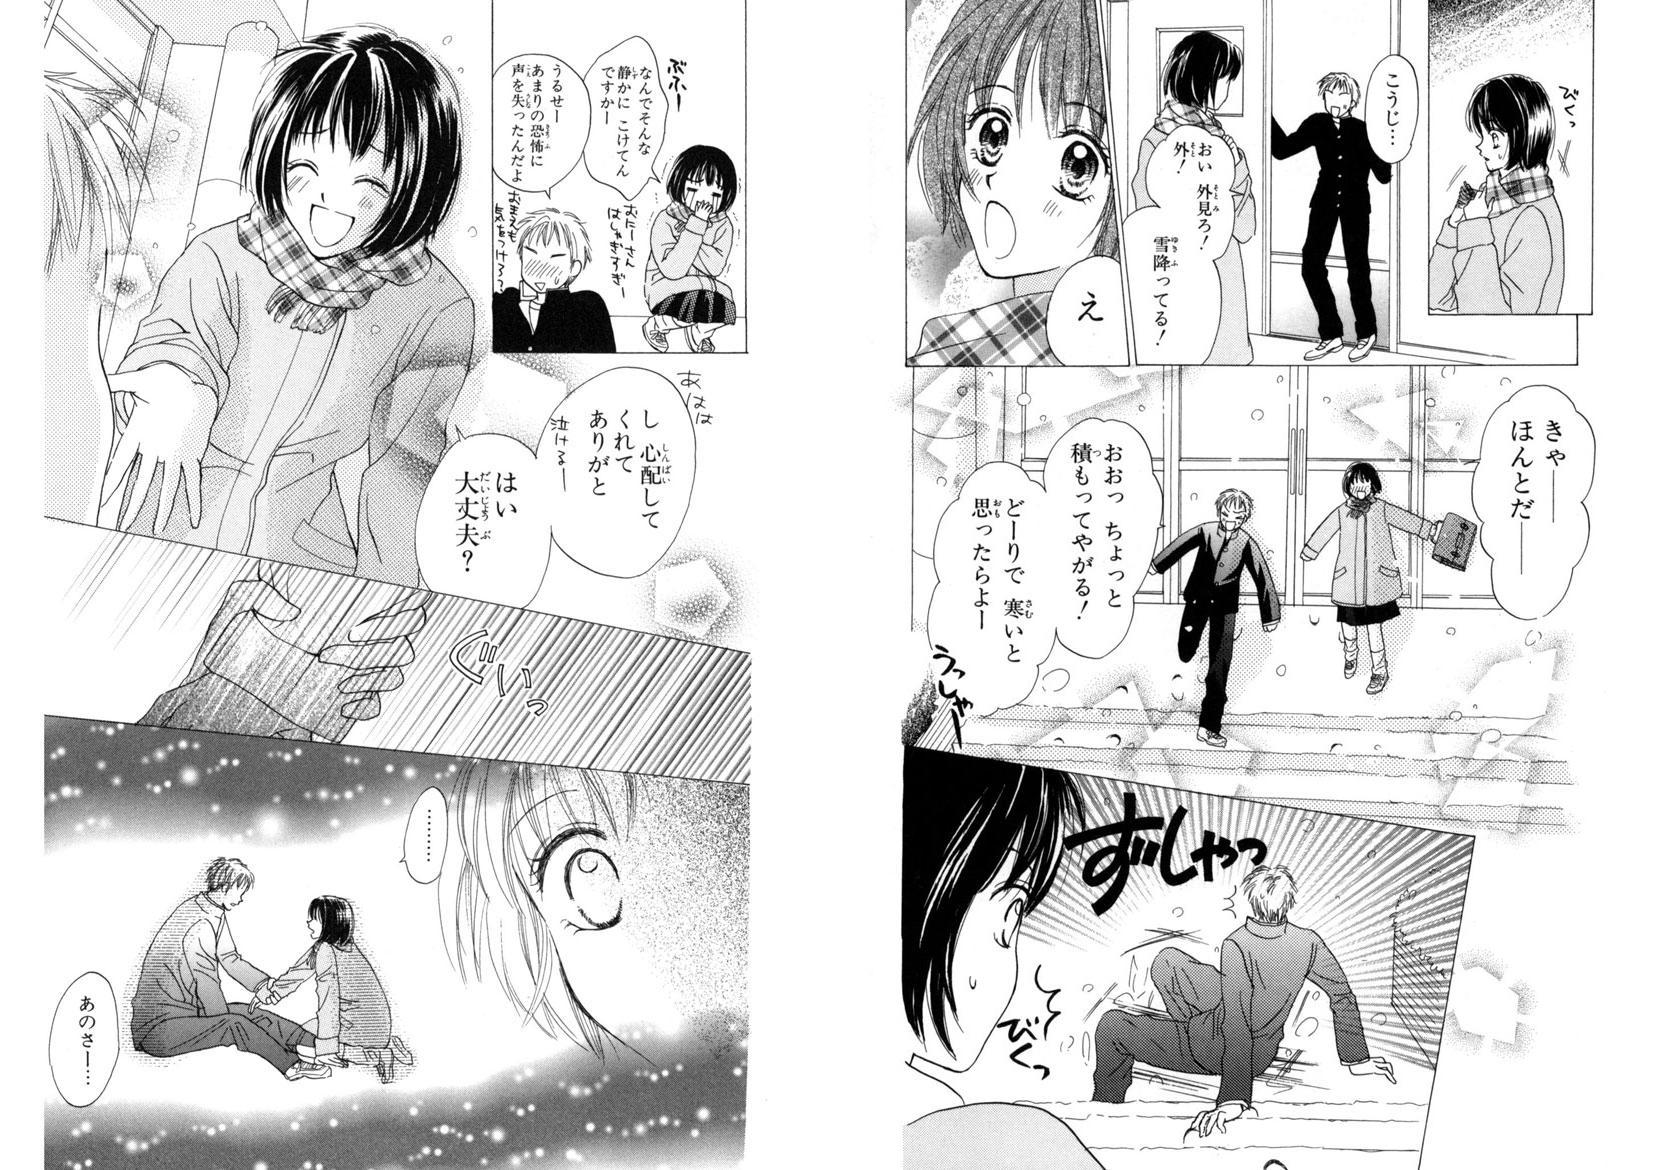 びくっ
こうじ…
おい 外見ろ!
外!
雪降ってる!
え
きゃ——
ほんとだ——
おおっ ちょっと
積もってやがる!
どーりで 寒いと
思ったらよー
うっしゃー
ずしゃっ
びくっ
ぶふー
なんでそんな
静かに こけてん
ですか—
うるせー
あまりの恐怖に
声を失ったんだよ
おたーさん
はしゃぎすぎー
おまえも
気をつけろ?
あはは
し 心配して
くれて
ありがと
泣けるー
はい
大丈夫?
ぐいっ
………
あのさー…